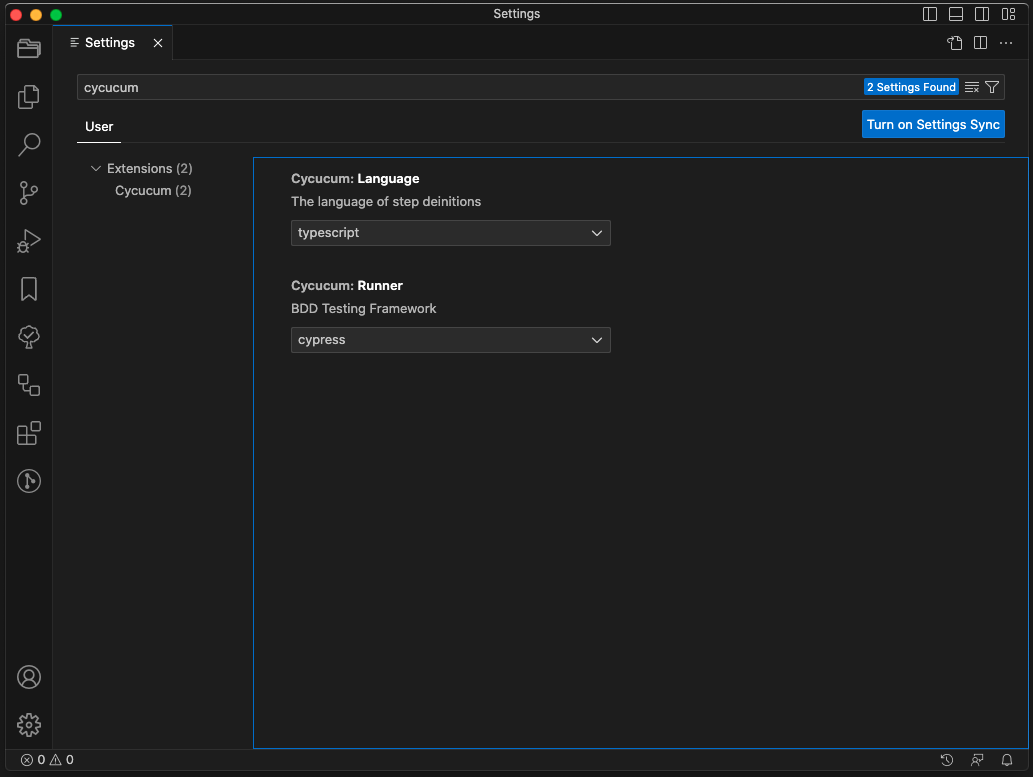 Settings
Settings
cycucum
2 Settings Found
User
Turn on Settings Sync
Extensions (2)
Cycucum (2)
Cycucum: Language
The language of step deinitions
typescript
Cycucum: Runner
BDD Testing Framework
cypress
0 0